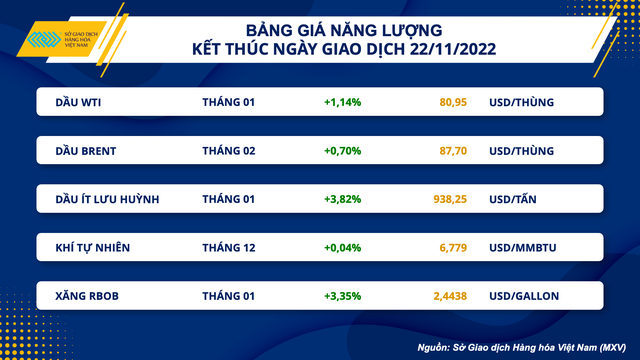 SỞ GIAO DỊCH
HÀNG HÓA
VIỆT NAM
BẢNG GIÁ NĂNG LƯỢNG
KẾT THÚC NGÀY GIAO DỊCH 22/11/2022
DẦU WTI THÁNG 01 +1,14% 80,95 USD/THÙNG
DẦU BRENT THÁNG 02 +0,70% 87,70 USD/THÙNG
DẦU ÍT LƯU HUỲNH THÁNG 01 +3,82% 938,25 USD/TẤN
KHÍ TỰ NHIÊN THÁNG 12 +0,04% 6,779 USD/MMBTU
XĂNG RBOB THÁNG 01 +3,35% 2,4438 USD/GALLON
Nguồn: Sở Giao dịch Hàng hóa Việt Nam (MXV)